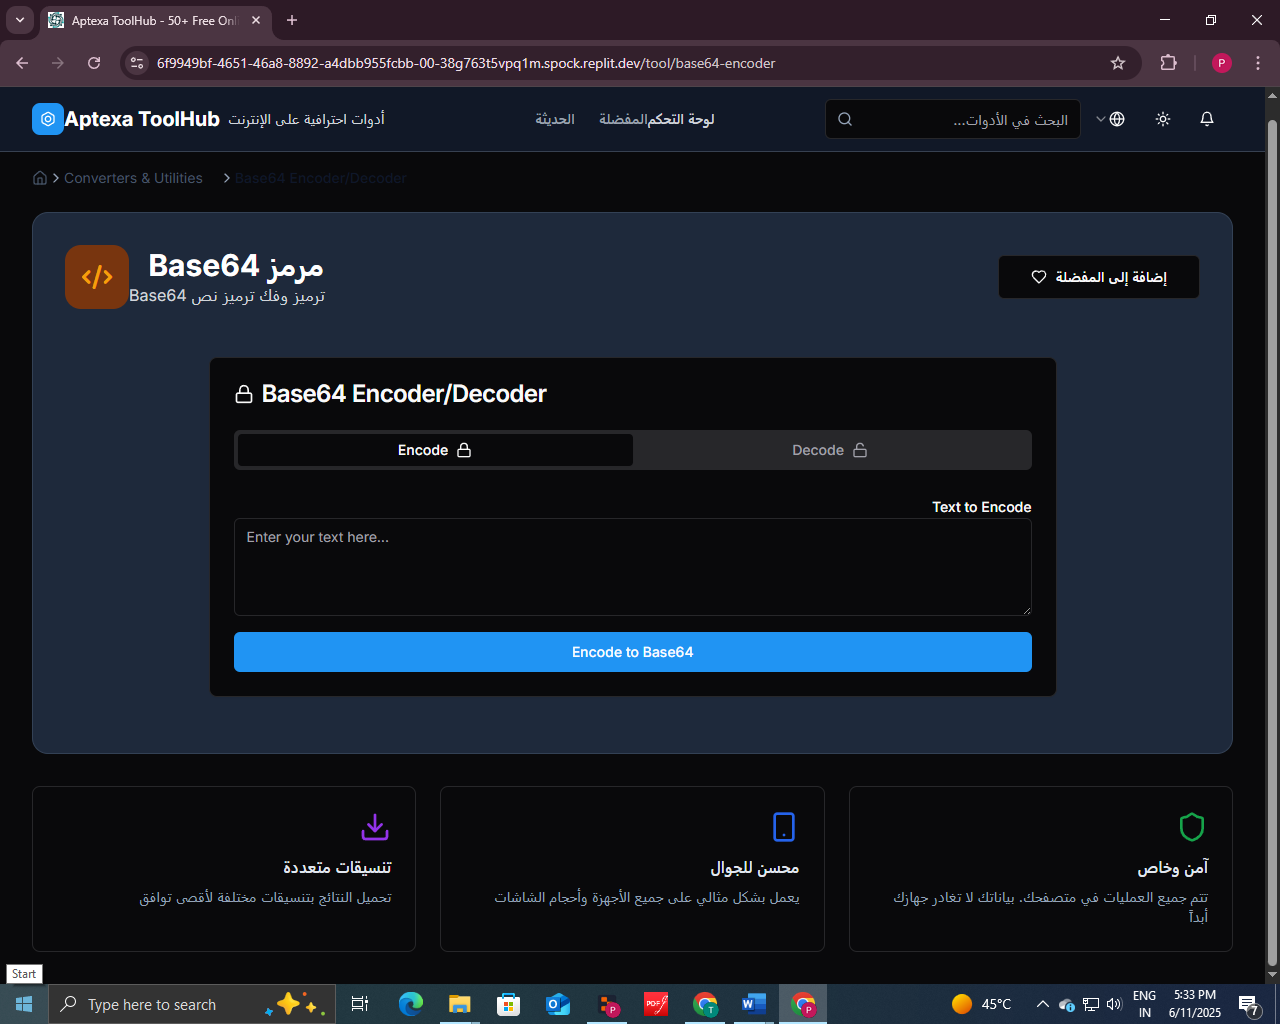 Aptexa ToolHub - 50+ Free Onl
6f9949bf-4651-46a8-8892-a4dbb955fcbb-00-38g763t5vpq1m.spock.replit.dev/tool/base64-encoder
P
Aptexa ToolHub
أدوات احترافية على الإنترنت
الحديثة
المفضلة
لوحة التحكم
البحث في الأدوات...
Converters & Utilities
Base64 Encoder/Decoder
مرمز Base64
ترميز وفك ترميز نص Base64
إضافة إلى المفضلة
Base64 Encoder/Decoder
Encode
Decode
Text to Encode
Enter your text here...
Encode to Base64
تنسيقات متعددة
تحميل النتائج بتنسيقات مختلفة لأقصى توافق
محسن للجوال
يعمل بشكل مثالي على جميع الأجهزة وأحجام الشاشات
آمن وخاص
تتم جميع العمليات في متصفحك. بياناتك لا تغادر جهازك
أبداً
Start
Type here to search
45°C
ENG
IN
5:33 PM
6/11/2025
7